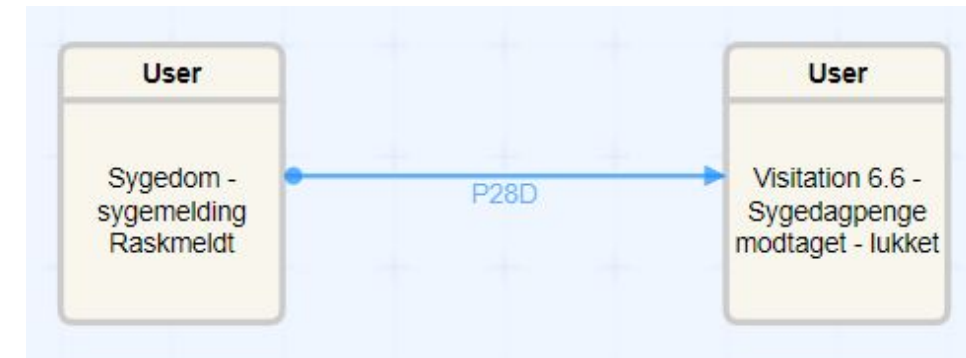 User
Sygedom -
sygemelding
Raskmeldt
P28D
User
Visitation 6.6 -
Sygedagpenge
modtaget - lukket